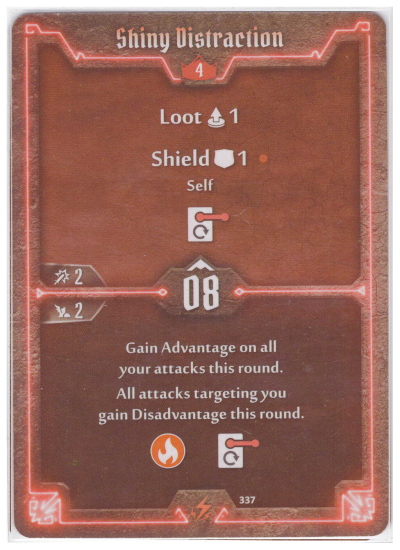 Shiny Distraction
4
Loot 1
Shield 1
Self
2
08
2
Gain Advantage on all
your attacks this round.
All attacks targeting you
gain Disadvantage this round.
337